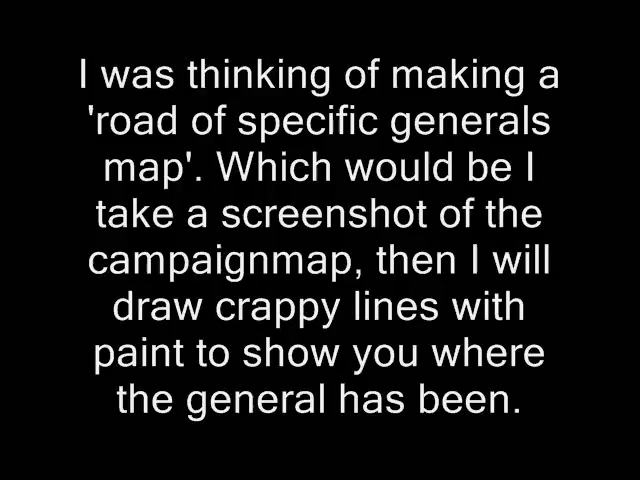 I was thinking of making a
'road of specific generals
map'. Which would be I
take a screenshot of the
campaignmap, then I will
draw crappy lines with
paint to show you where
the general has been.